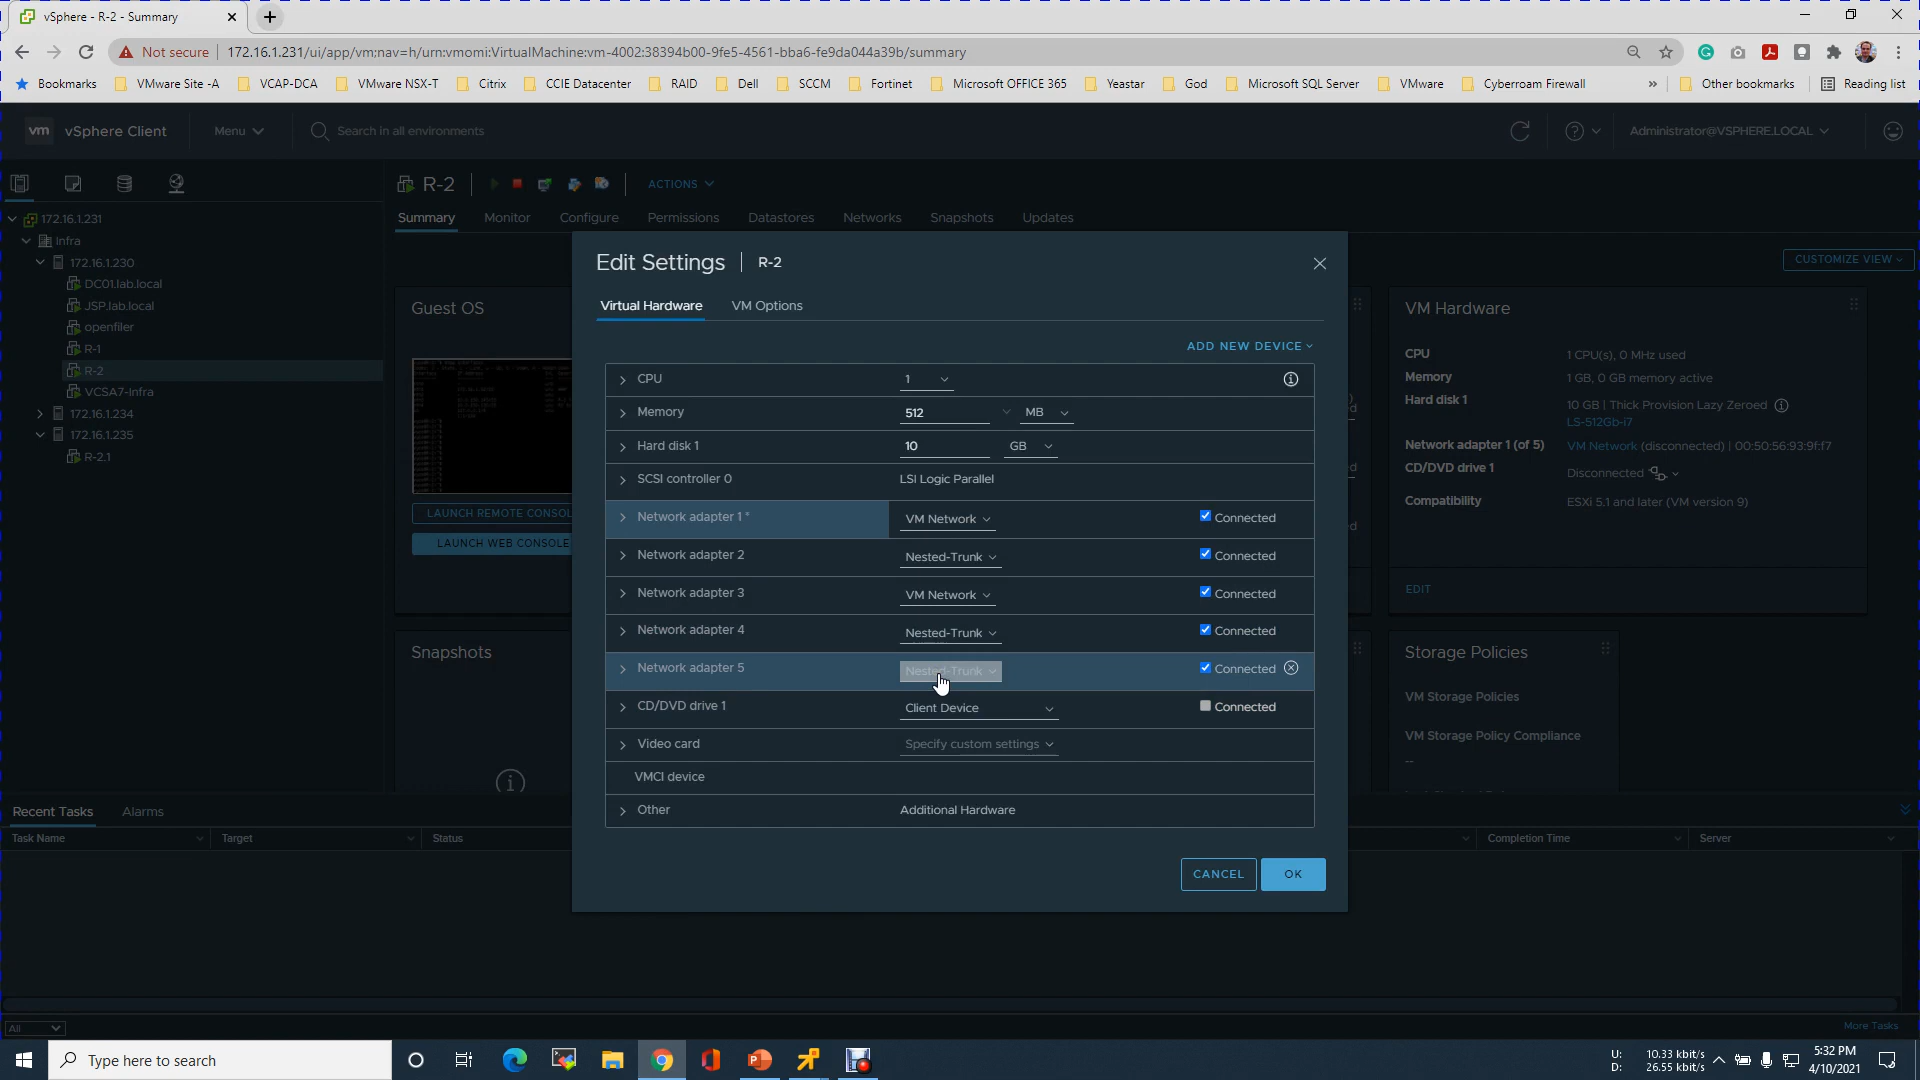 vSphere - R-2 - Summary
Not secure
172.16.1.231/ui/app/vm;nav=h/urn:vmomi:VirtualMachine:vm-4002:38394b00-9fe5-4561-bba6-fe9da044a39b/summary
Bookmarks
VMware Site -A
VCAP-DCA
VMware NSX-T
Citrix
CCIE Datacenter
RAID
Dell
SCCM
Fortinet
Microsoft OFFICE 365
Yeastar
God
Microsoft SQL Server
VMware
Cyberroam Firewall
»
Other bookmarks
Reading list
vm
vSphere Client
Menu
Search in all environments
Administrator@VSPHERE.LOCAL
172.16.1.231
Infra
172.16.1.230
DC01.lab.local
JSP.lab.local
openfiler
R-1
R-2
VCSA7-Infra
172.16.1.234
172.16.1.235
R-2.1
R-2
ACTIONS
Summary
Monitor
Configure
Permissions
Datastores
Networks
Snapshots
Updates
CUSTOMIZE VIEW
Guest OS
LAUNCH REMOTE CONSOL
LAUNCH WEB CONSOLE
Snapshots
Edit Settings
R-2
Virtual Hardware
VM Options
ADD NEW DEVICE
CPU
1
Memory
512
MB
Hard disk 1
10
GB
SCSI controller 0
LSI Logic Parallel
Network adapter 1 *
VM Network
Connected
Network adapter 2
Nested-Trunk
Connected
Network adapter 3
VM Network
Connected
Network adapter 4
Nested-Trunk
Connected
Network adapter 5
Nested-Trunk
Connected
CD/DVD drive 1
Client Device
Connected
Video card
Specify custom settings
VMCI device
Other
Additional Hardware
CANCEL
OK
VM Hardware
CPU
1 CPU(s), 0 MHz used
Memory
1 GB, 0 GB memory active
Hard disk 1
10 GB | Thick Provision Lazy Zeroed
LS-512Gb-i7
Network adapter 1 (of 5)
VM Network (disconnected) | 00:50:56:93:9f:f7
CD/DVD drive 1
Disconnected
Compatibility
ESXi 5.1 and later (VM version 9)
EDIT
Storage Policies
VM Storage Policies
VM Storage Policy Compliance
--
Recent Tasks
Alarms
Task Name
Target
Status
Completion Time
Server
All
More Tasks
Type here to search
U: 10.33 kbit/s
D: 26.55 kbit/s
5:32 PM
4/10/2021